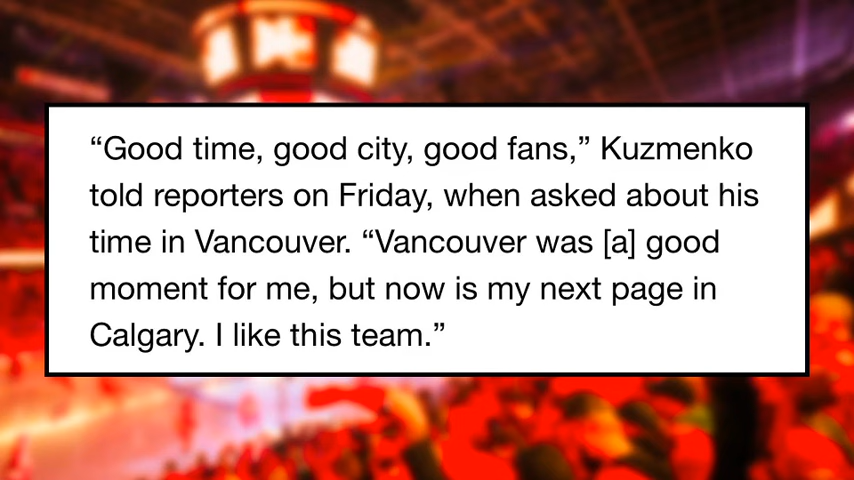 “Good time, good city, good fans,” Kuzmenko
told reporters on Friday, when asked about his
time in Vancouver. “Vancouver was [a] good
moment for me, but now is my next page in
Calgary. I like this team.”